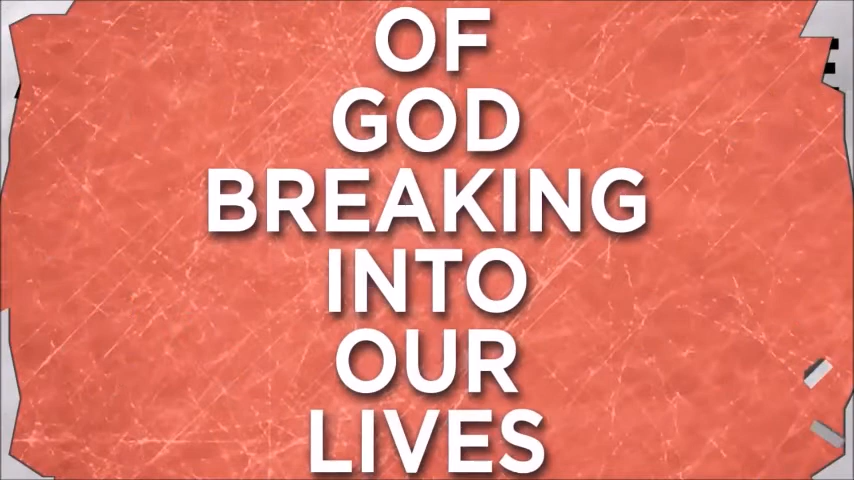 OF
GOD
BREAKING
INTO
OUR
LIVES